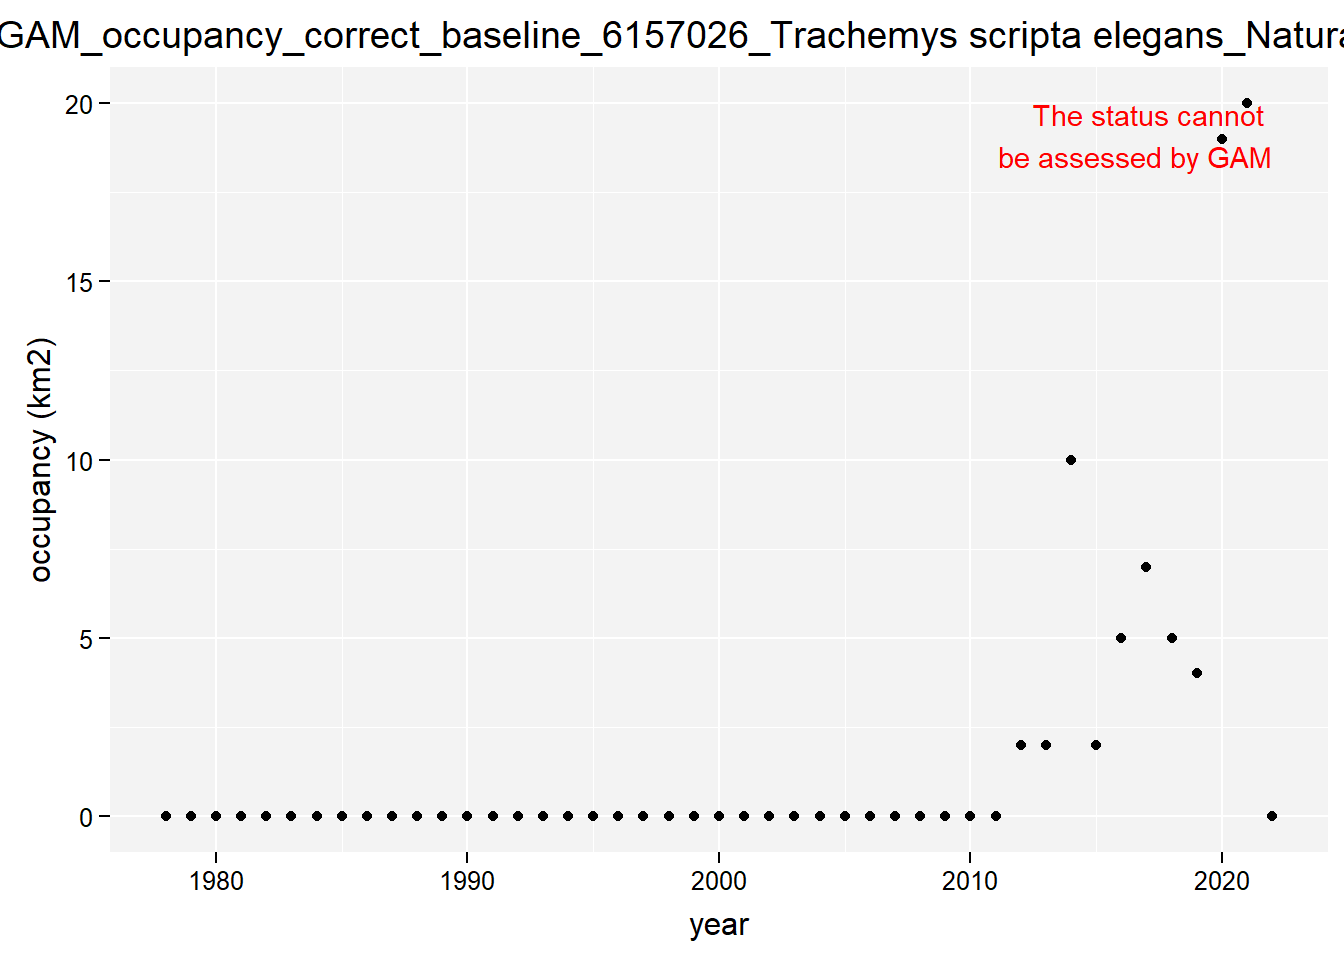 GAM_occupancy_correct_baseline_6157026_Trachemys scripta elegans_Natura
The status cannot
be assessed by GAM
20
15
10
5
0
occupancy (km2)
1980 1990 2000 2010 2020
year